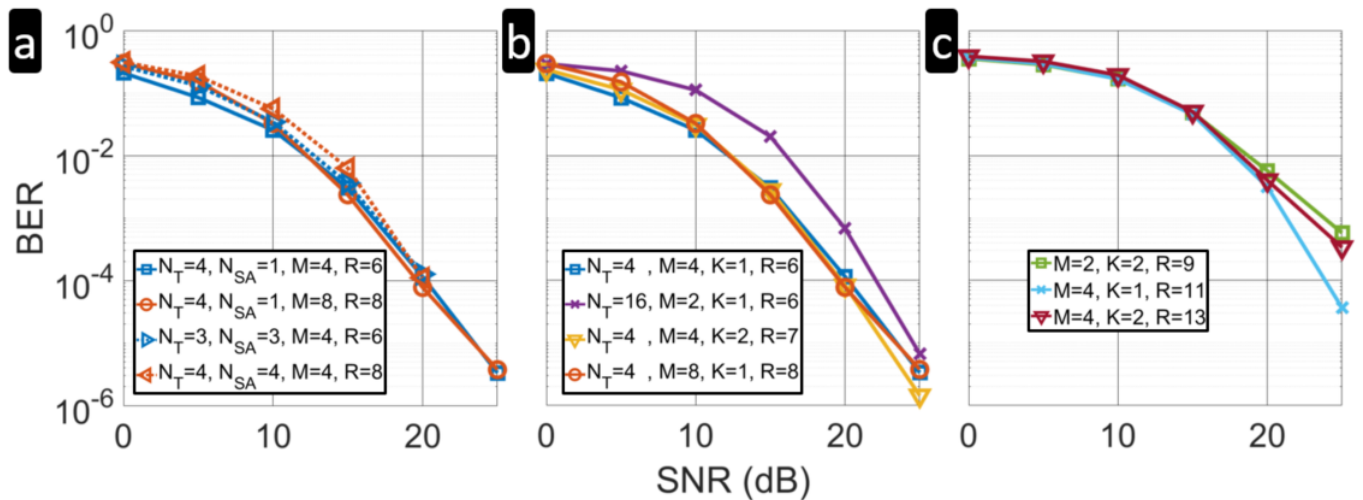 a
b
c
10^0
10^-2
10^-4
10^-6
BER
N_T=4, N_SA=1, M=4, R=6
N_T=4, N_SA=1, M=8, R=8
N_T=3, N_SA=3, M=4, R=6
N_T=4, N_SA=4, M=4, R=8
N_T=4 , M=4, K=1, R=6
N_T=16, M=2, K=1, R=6
N_T=4 , M=4, K=2, R=7
N_T=4 , M=8, K=1, R=8
M=2, K=2, R=9
M=4, K=1, R=11
M=4, K=2, R=13
0 10 20
0 10 20
0 10 20
SNR (dB)